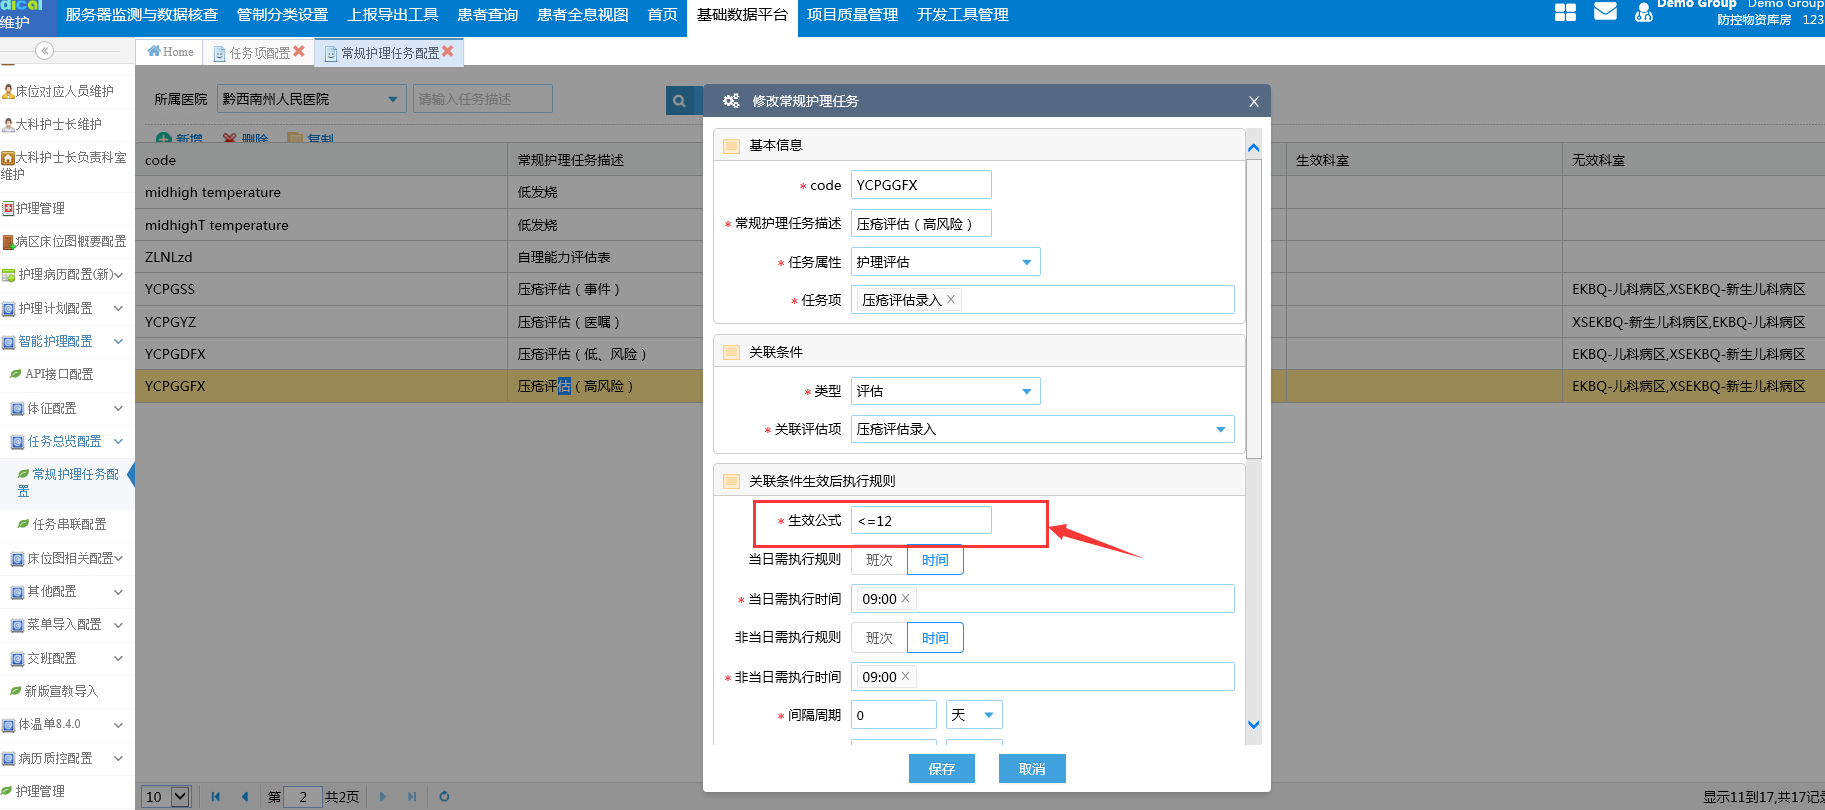 dical
维护
服务器监测与数据核查 管制分类设置 上报导出工具 患者查询 患者全息视图 首页 基础数据平台 项目质量管理 开发工具管理
Demo Group Demo Group
防控物资库房 123
Home 任务项配置 常规护理任务配置
床位对应人员维护
大科护士长维护
大科护士长负责科室
维护
护理管理
病区床位图概要配置
护理病历配置(新)
护理计划配置
智能护理配置
API接口配置
体征配置
任务总览配置
常规护理任务配
置
任务串联配置
床位图相关配置
其他配置
菜单导入配置
交班配置
新版宣教导入
体温单8.4.0
病历质控配置
护理管理
所属医院 黔西南州人民医院 请输入任务描述
新增 删除 复制
code 常规护理任务描述 生效科室 无效科室
midhigh temperature 低发烧
midhighT temperature 低发烧
ZLNLzd 自理能力评估表
YCPGSS 压疮评估（事件） EKBQ-儿科病区,XSEKBQ-新生儿科病区
YCPGYZ 压疮评估（医嘱） XSEKBQ-新生儿科病区,EKBQ-儿科病区
YCPGDFX 压疮评估（低、风险） EKBQ-儿科病区,XSEKBQ-新生儿科病区
YCPGGFX 压疮评估（高风险） EKBQ-儿科病区,XSEKBQ-新生儿科病区
修改常规护理任务 X
基本信息
* code YCPGGFX
* 常规护理任务描述 压疮评估（高风险）
* 任务属性 护理评估
* 任务项 压疮评估录入
关联条件
* 类型 评估
* 关联评估项 压疮评估录入
关联条件生效后执行规则
* 生效公式 <=12
当日需执行规则 班次 时间
* 当日需执行时间 09:00
非当日需执行规则 班次 时间
* 非当日需执行时间 09:00
* 间隔周期 0 天
保存 取消
10 第 2 共2页
显示11到17,共17记录